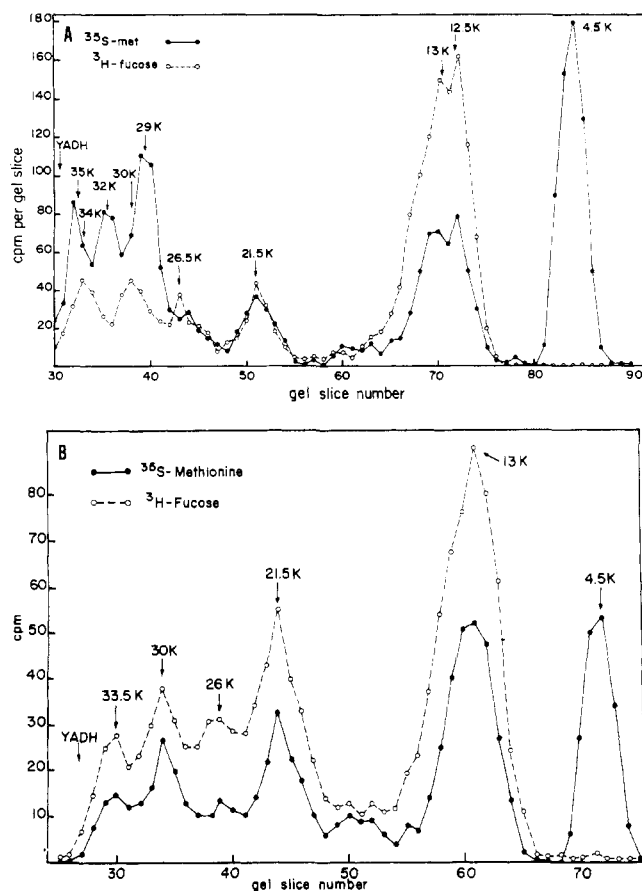 A
35S-met
3H-fucose
180
160
140
120
100
80
60
40
20
cpm per gel slice
YADH
35K
34K
32K
30K
29K
26.5K
21.5K
13K
12.5K
4.5K
30 40 50 60 70 80 90
gel slice number
B
35S-Methionine
3H-Fucose
80
70
60
50
40
30
20
10
cpm
YADH
33.5K
30K
26K
21.5K
13K
4.5K
30 40 50 60 70
gel slice number